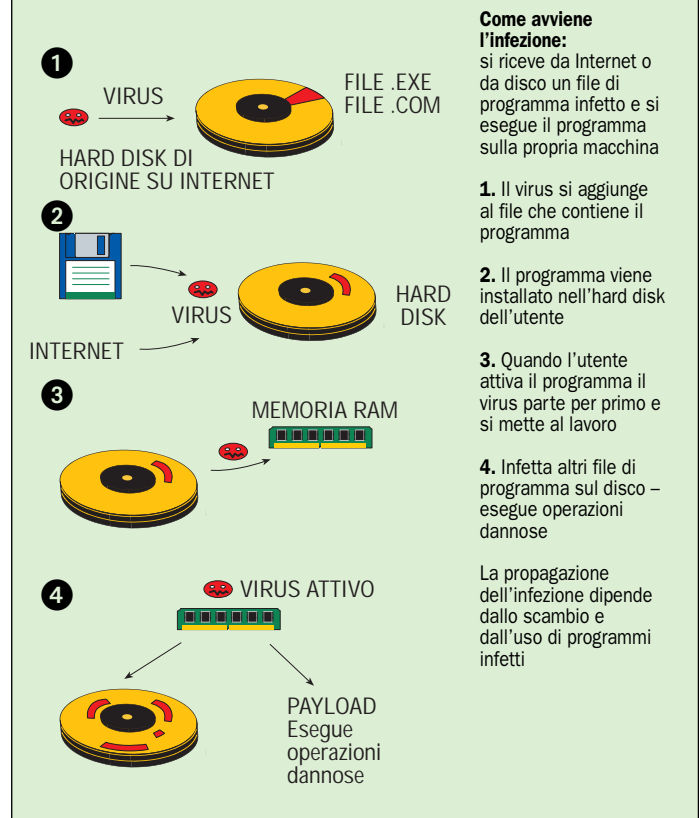 1
VIRUS
FILE .EXE
FILE .COM
HARD DISK DI
ORIGINE SU INTERNET
2
VIRUS
HARD
DISK
INTERNET
3
MEMORIA RAM
4
VIRUS ATTIVO
PAYLOAD
Esegue
operazioni
dannose
Come avviene
l'infezione:
si riceve da Internet o
da disco un file di
programma infetto e si
esegue il programma
sulla propria macchina
1. Il virus si aggiunge
al file che contiene il
programma
2. Il programma viene
installato nell'hard disk
dell'utente
3. Quando l'utente
attiva il programma il
virus parte per primo e
si mette al lavoro
4. Infetta altri file di
programma sul disco –
esegue operazioni
dannose
La propagazione
dell'infezione dipende
dallo scambio e
dall'uso di programmi
infetti